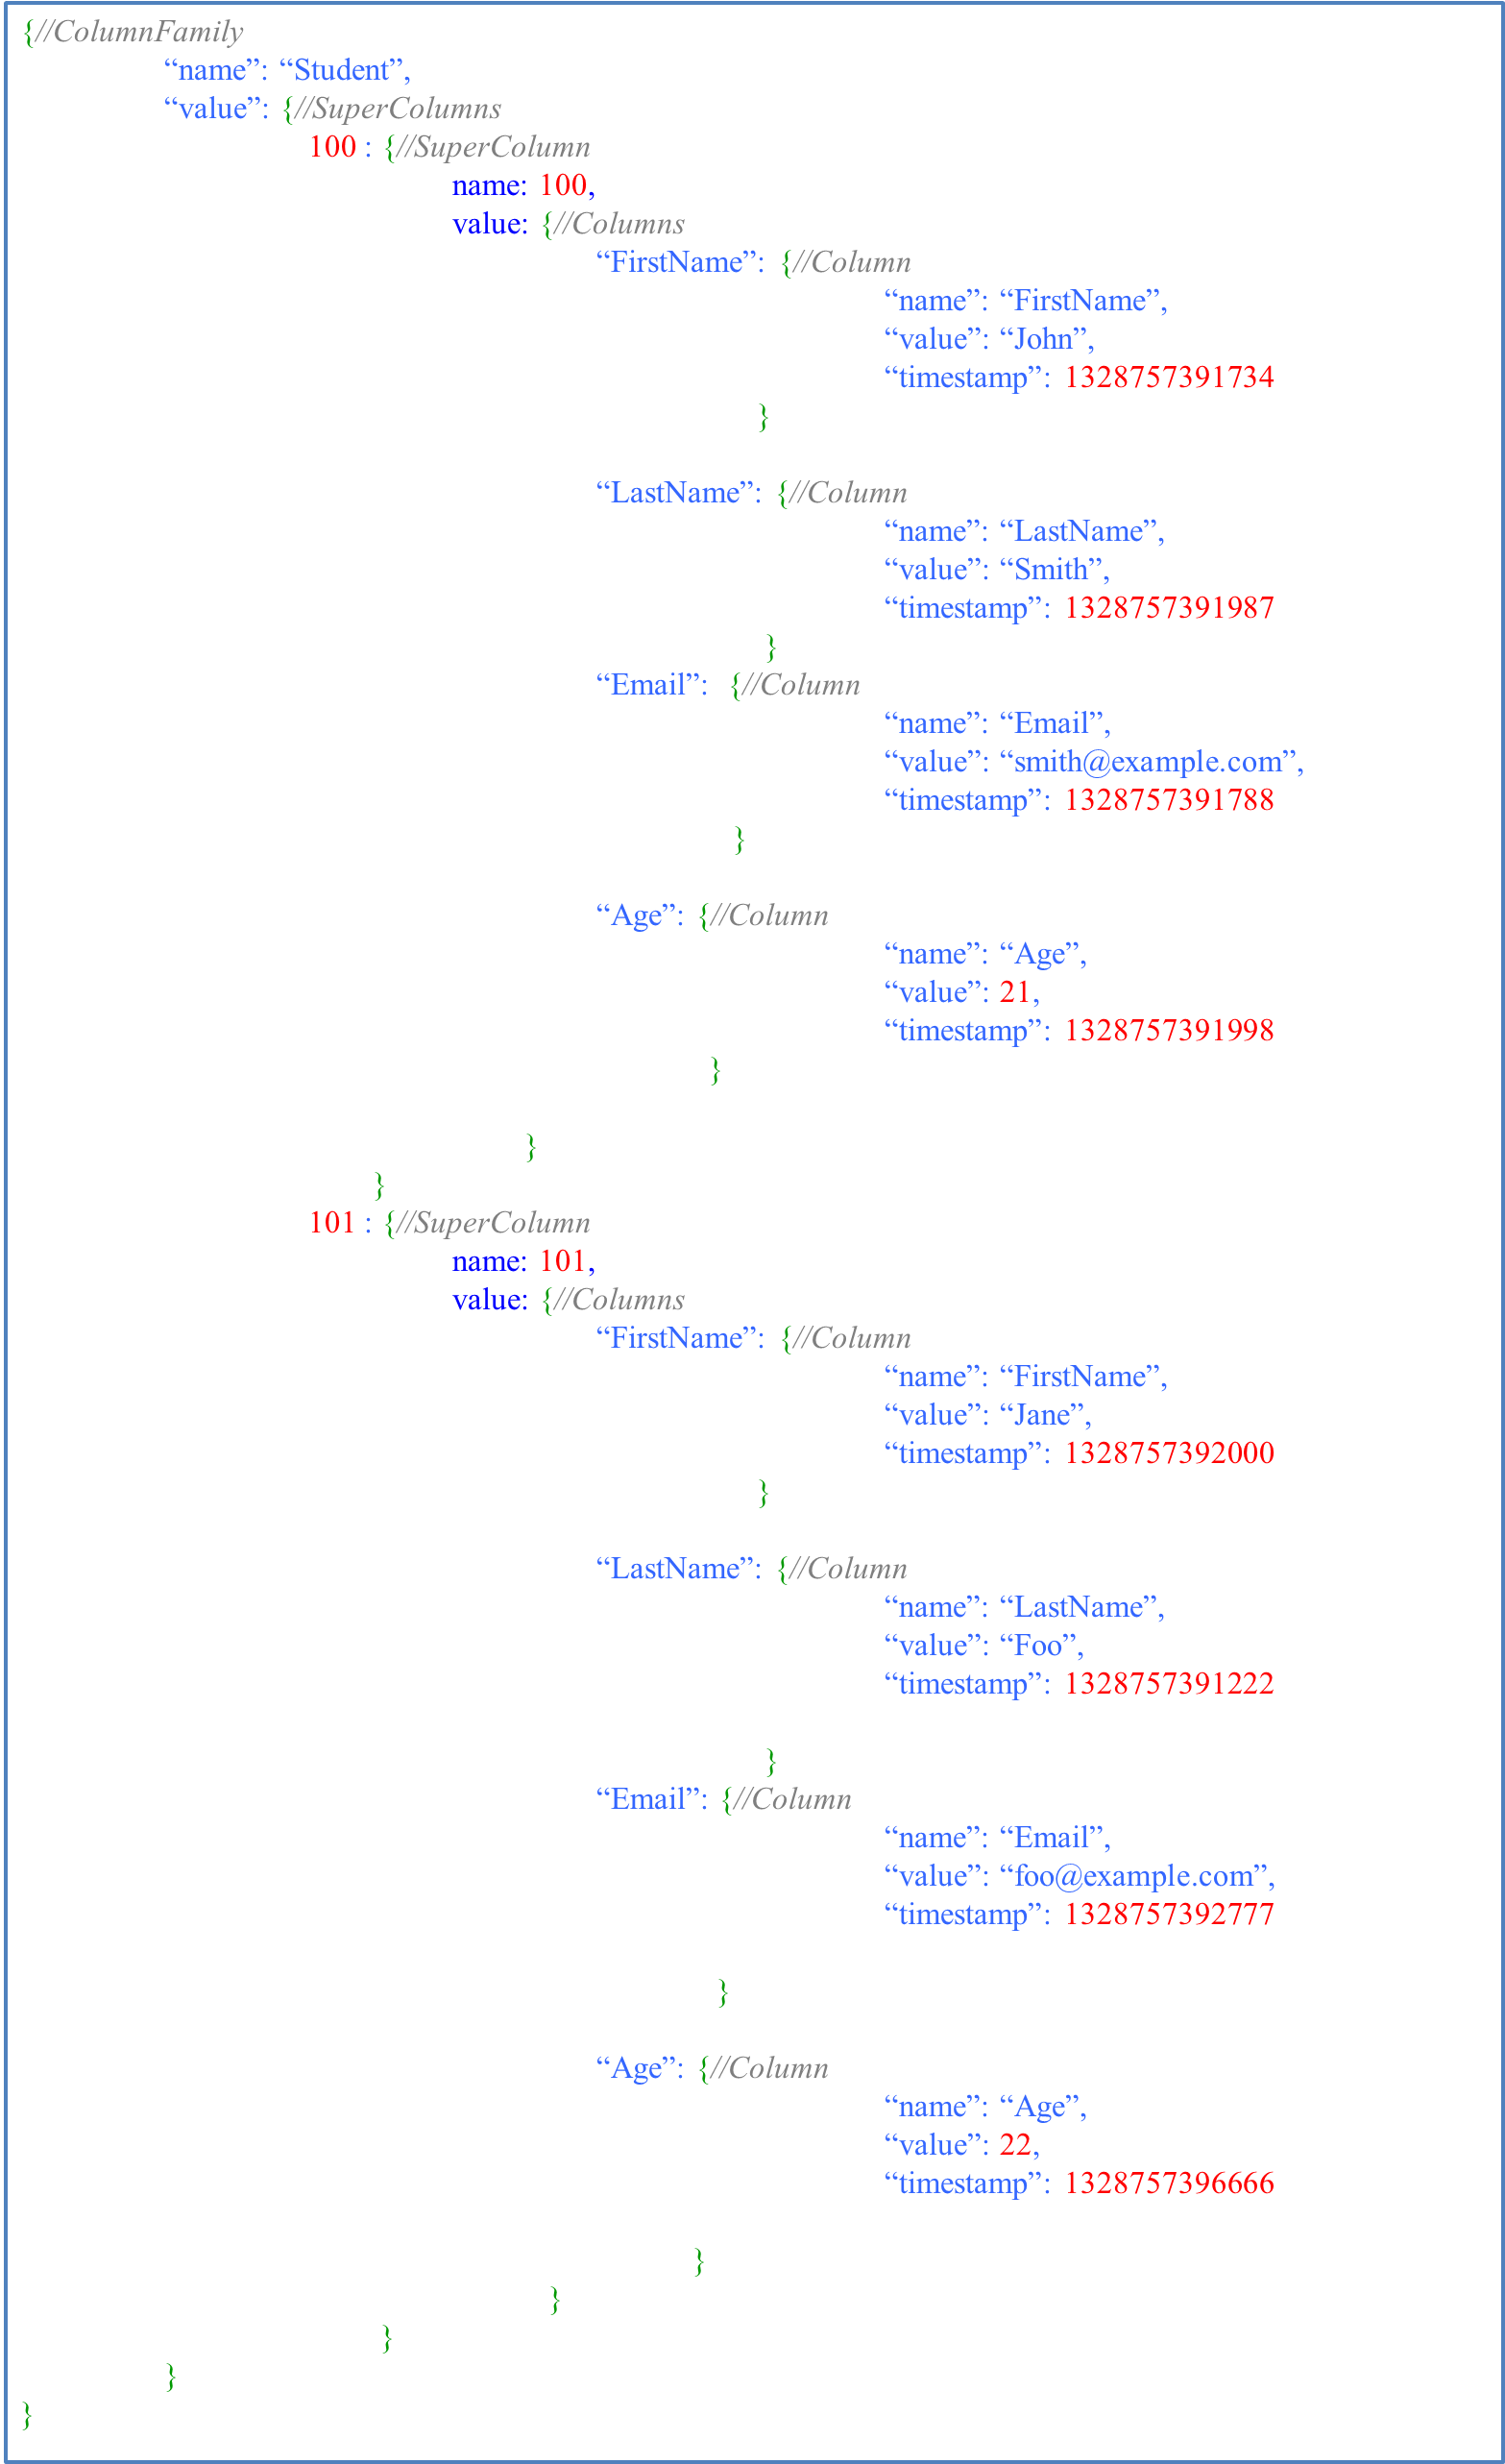 {//ColumnFamily
“name”: “Student”,
“value”: {//SuperColumns
100 : {//SuperColumn
name: 100,
value: {//Columns
“FirstName”: {//Column
“name”: “FirstName”,
“value”: “John”,
“timestamp”: 1328757391734
}
“LastName”: {//Column
“name”: “LastName”,
“value”: “Smith”,
“timestamp”: 1328757391987
}
“Email”: {//Column
“name”: “Email”,
“value”: “smith@example.com”,
“timestamp”: 1328757391788
}
“Age”: {//Column
“name”: “Age”,
“value”: 21,
“timestamp”: 1328757391998
}
}
}
101 : {//SuperColumn
name: 101,
value: {//Columns
“FirstName”: {//Column
“name”: “FirstName”,
“value”: “Jane”,
“timestamp”: 1328757392000
}
“LastName”: {//Column
“name”: “LastName”,
“value”: “Foo”,
“timestamp”: 1328757391222
}
“Email”: {//Column
“name”: “Email”,
“value”: “foo@example.com”,
“timestamp”: 1328757392777
}
“Age”: {//Column
“name”: “Age”,
“value”: 22,
“timestamp”: 1328757396666
}
}
}
}
}